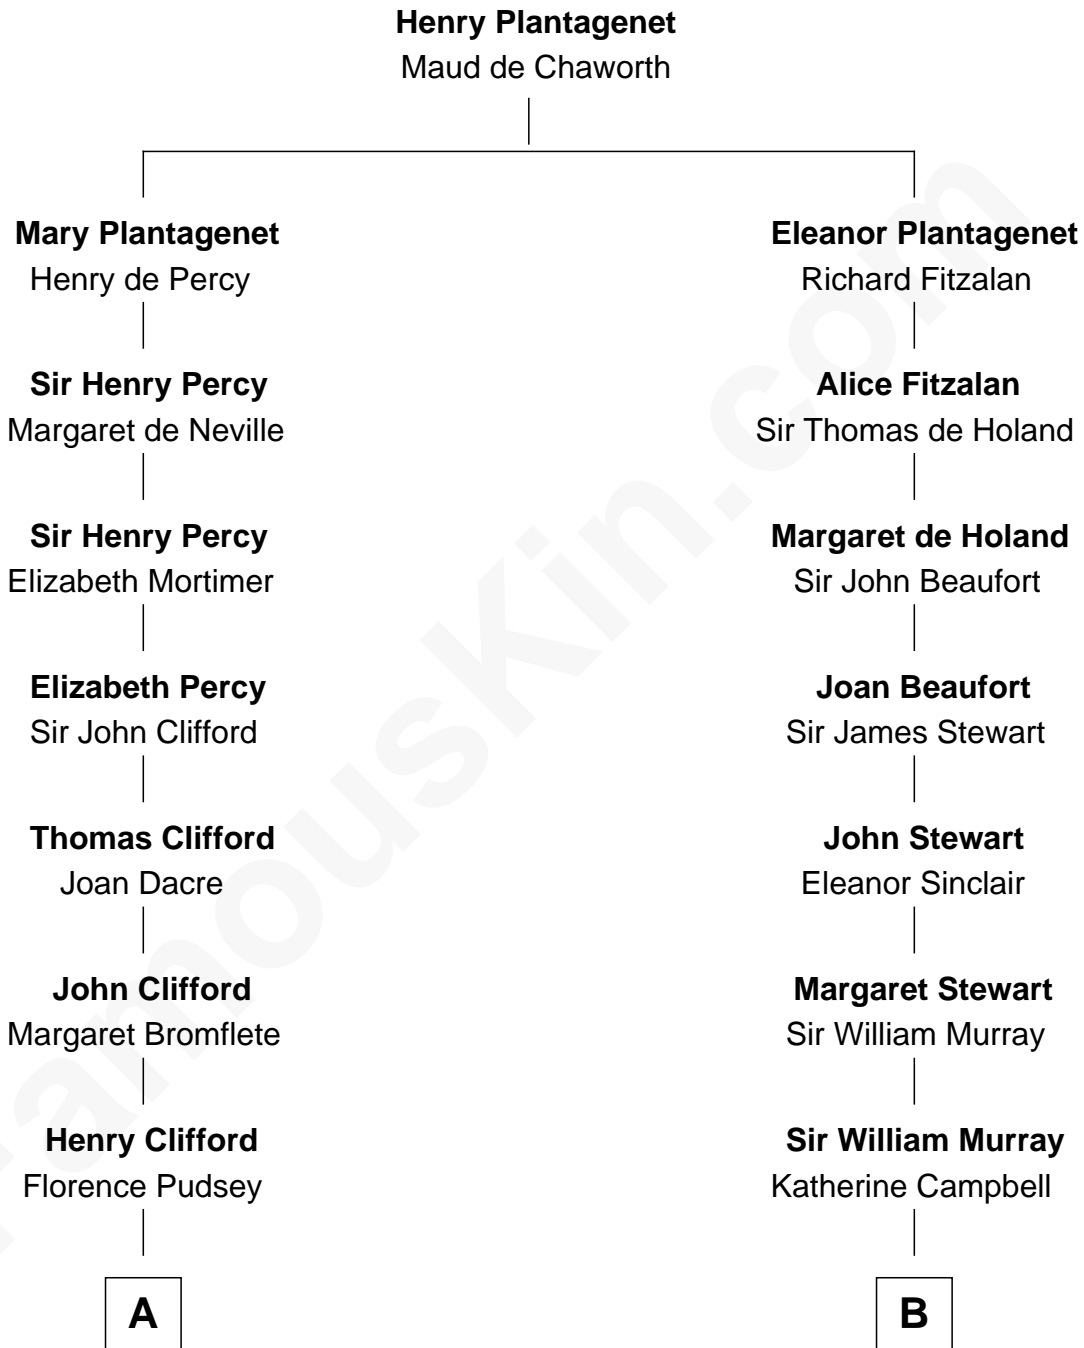 Henry Plantagenet
Maud de Chaworth
Mary Plantagenet
Henry de Percy
Eleanor Plantagenet
Richard Fitzalan
Sir Henry Percy
Margaret de Neville
Alice Fitzalan
Sir Thomas de Holand
Sir Henry Percy
Elizabeth Mortimer
Margaret de Holand
Sir John Beaufort
Elizabeth Percy
Sir John Clifford
Joan Beaufort
Sir James Stewart
Thomas Clifford
Joan Dacre
John Stewart
Eleanor Sinclair
John Clifford
Margaret Bromflete
Margaret Stewart
Sir William Murray
Henry Clifford
Florence Pudsey
Sir William Murray
Katherine Campbell
A
B
FamousKin.com